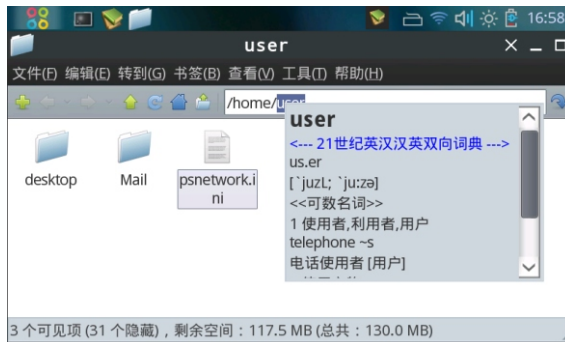 16:58
user
文件(F) 编辑(E) 转到(G) 书签(B) 查看(V) 工具(T) 帮助(H)
/home/user
user
<--- 21世纪英汉汉英双向词典 --->
us.er
[`juzL; `ju:zə]
<<可数名词>>
1 使用者,利用者,用户
telephone ~s
电话使用者 [用户]
desktop
Mail
psnetwork.i
ni
3 个可见项 (31 个隐藏) , 剩余空间 : 117.5 MB (总共 : 130.0 MB)